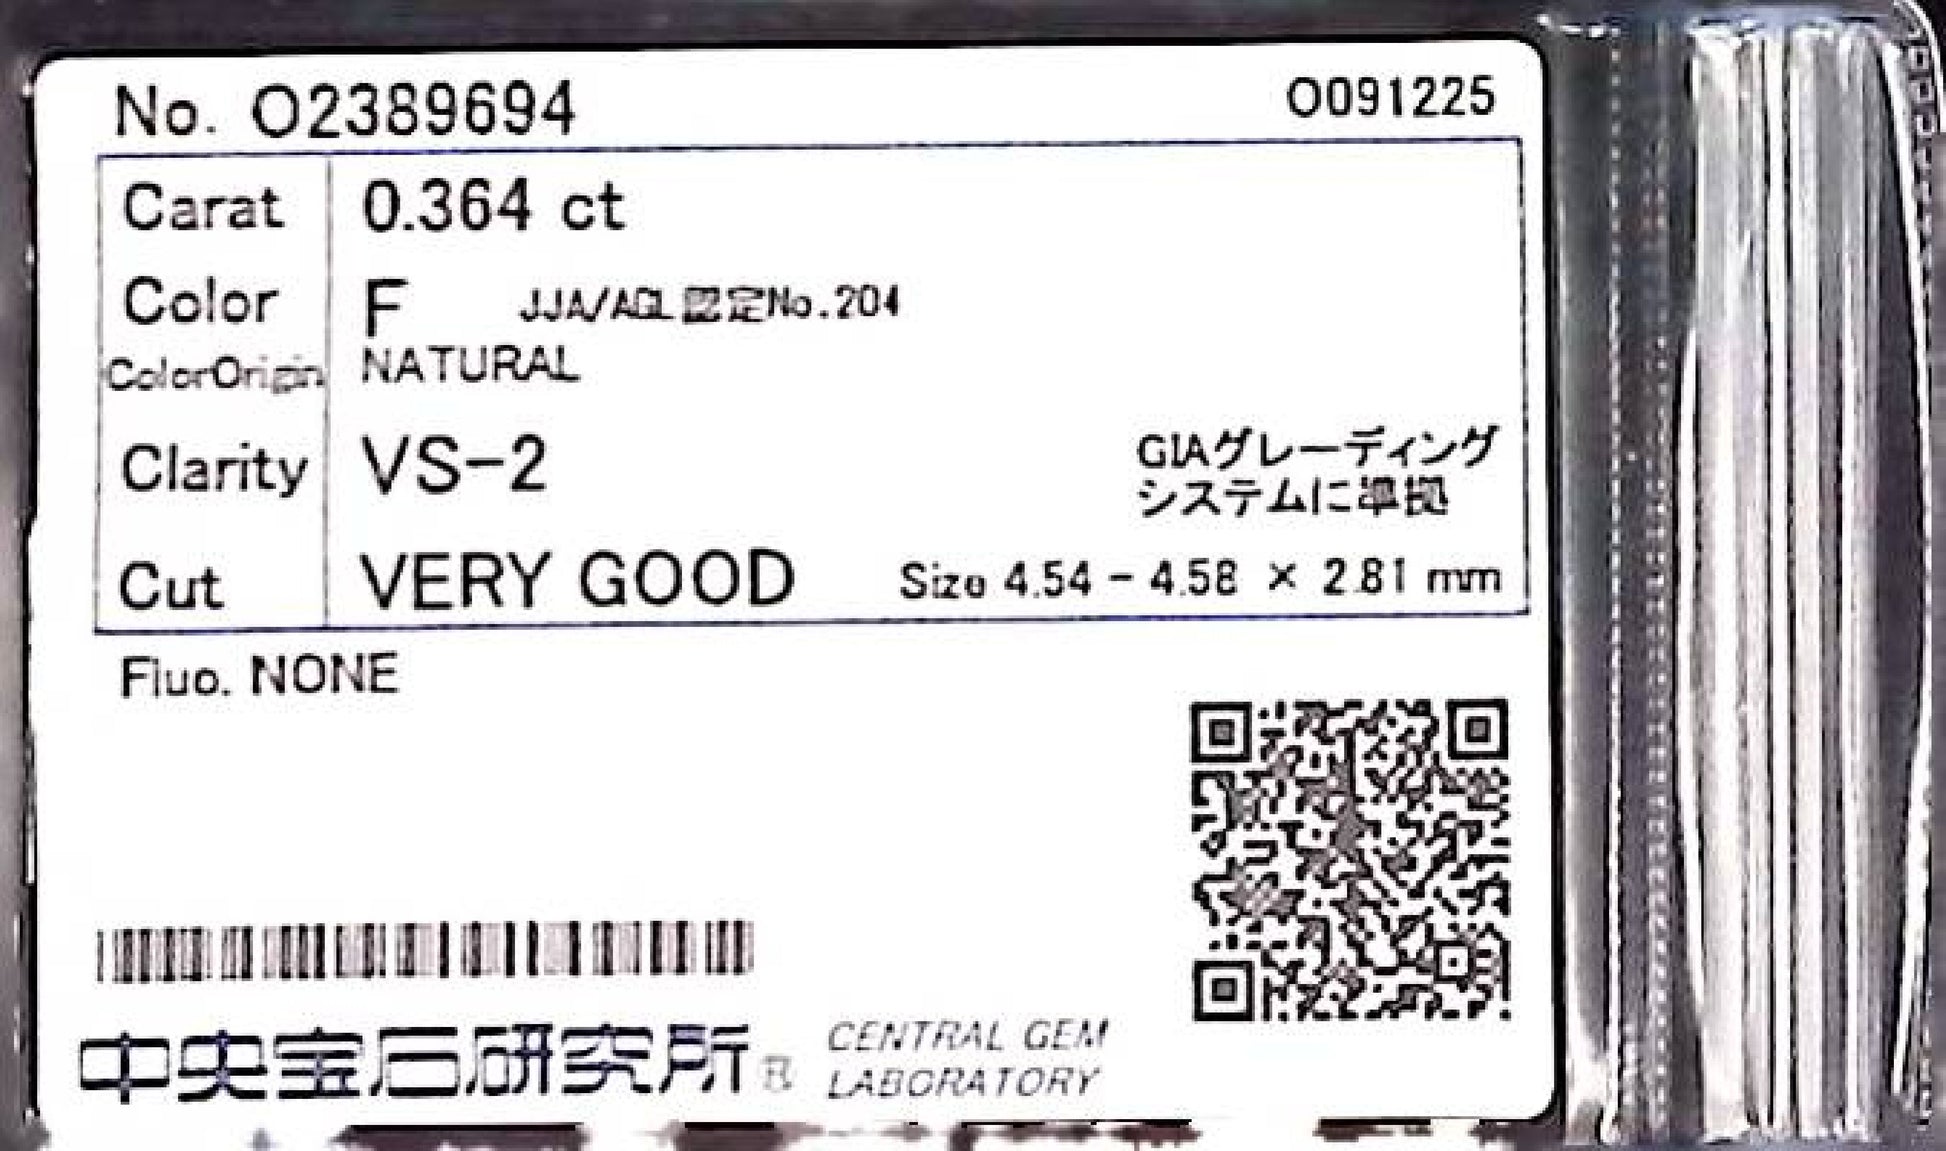 No. O2389694 O091225
Carat 0.364 ct
Color F JJA/AGL認定No.204
ColorOrigin NATURAL
Clarity VS-2
GIAグレーディング
システムに準拠
Cut VERY GOOD Size 4.54 - 4.58 × 2.81 mm
Fluo. NONE
中央宝石研究所® CENTRAL GEM
LABORATORY